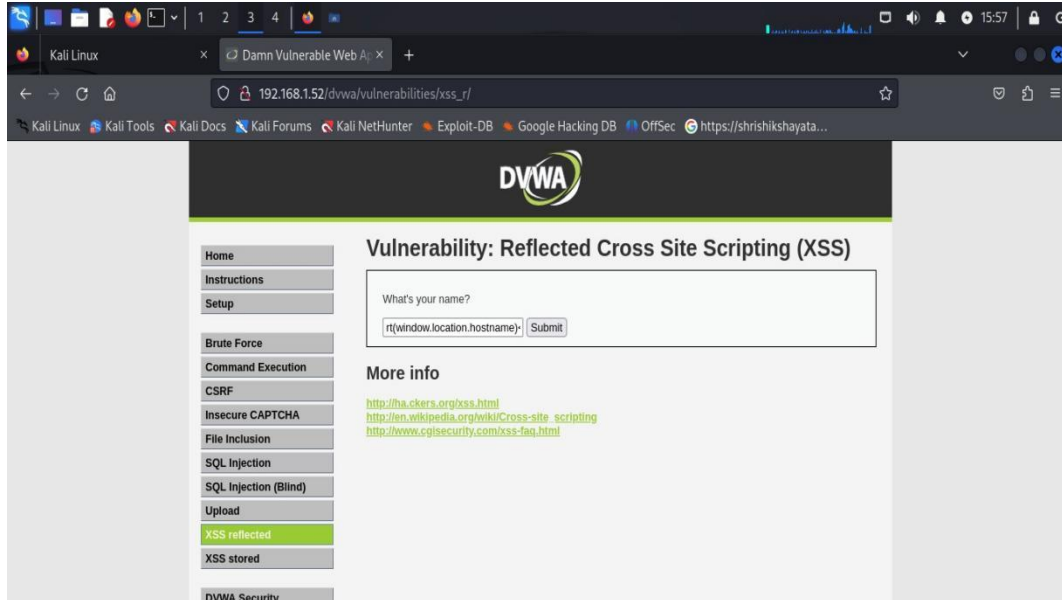 1 2 3 4 15:57
Kali Linux × Damn Vulnerable Web Ap × +
192.168.1.52/dvwa/vulnerabilities/xss_r/
Kali Linux Kali Tools Kali Docs Kali Forums Kali NetHunter Exploit-DB Google Hacking DB OffSec https://shrishikshayata...
DVWA
Home
Instructions
Setup
Brute Force
Command Execution
CSRF
Insecure CAPTCHA
File Inclusion
SQL Injection
SQL Injection (Blind)
Upload
XSS reflected
XSS stored
DVWA Security
Vulnerability: Reflected Cross Site Scripting (XSS)
What's your name?
rt(window.location.hostname)< Submit
More info
http://ha.ckers.org/xss.html
http://en.wikipedia.org/wiki/Cross-site_scripting
http://www.cgisecurity.com/xss-faq.html